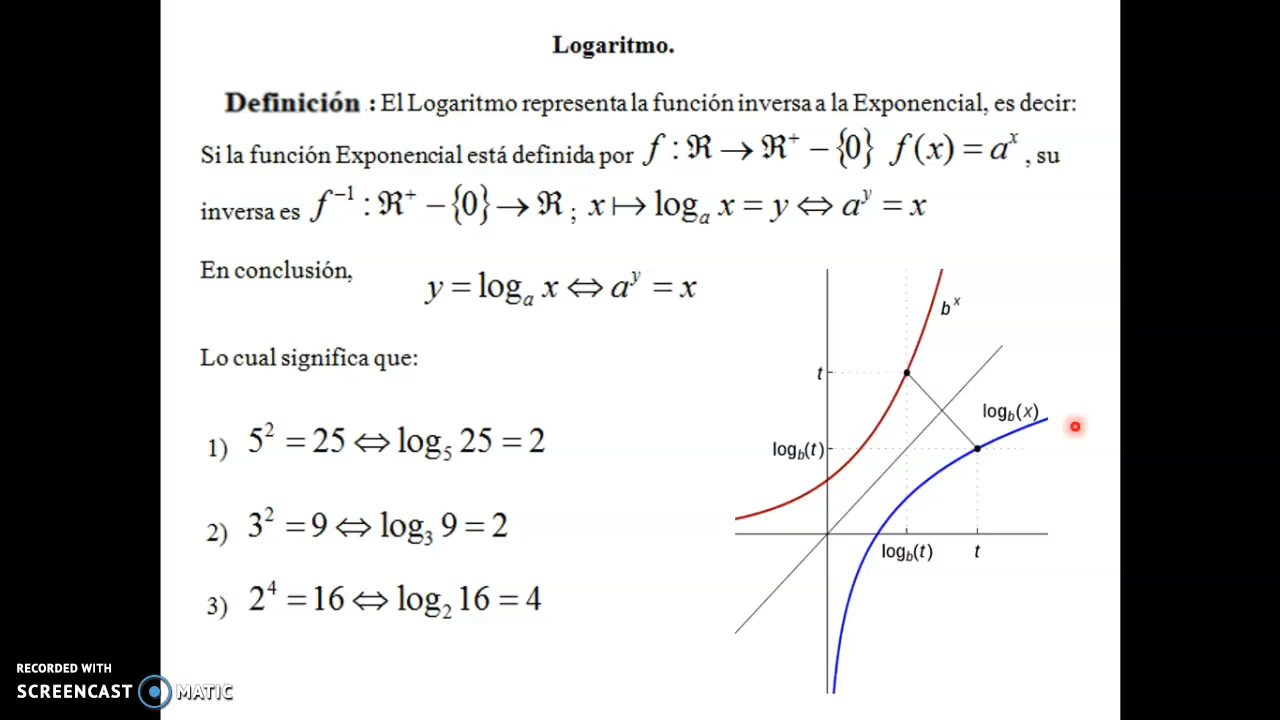 Logaritmo.
Definición : El Logaritmo representa la función inversa a la Exponencial, es decir:
Si la función Exponencial está definida por f : ℜ → ℜ⁺ − {0} f(x) = aˣ , su
inversa es f⁻¹ : ℜ⁺ − {0} → ℜ ; x ↦ logₐ x = y ⇔ aʸ = x
En conclusión,
y = logₐ x ⇔ aʸ = x
Lo cual significa que:
1) 5² = 25 ⇔ log₅ 25 = 2
2) 3² = 9 ⇔ log₃ 9 = 2
3) 2⁴ = 16 ⇔ log₂ 16 = 4
bˣ
t
log_b(x)
log_b(t)
log_b(t)
t
RECORDED WITH
SCREENCAST MATIC